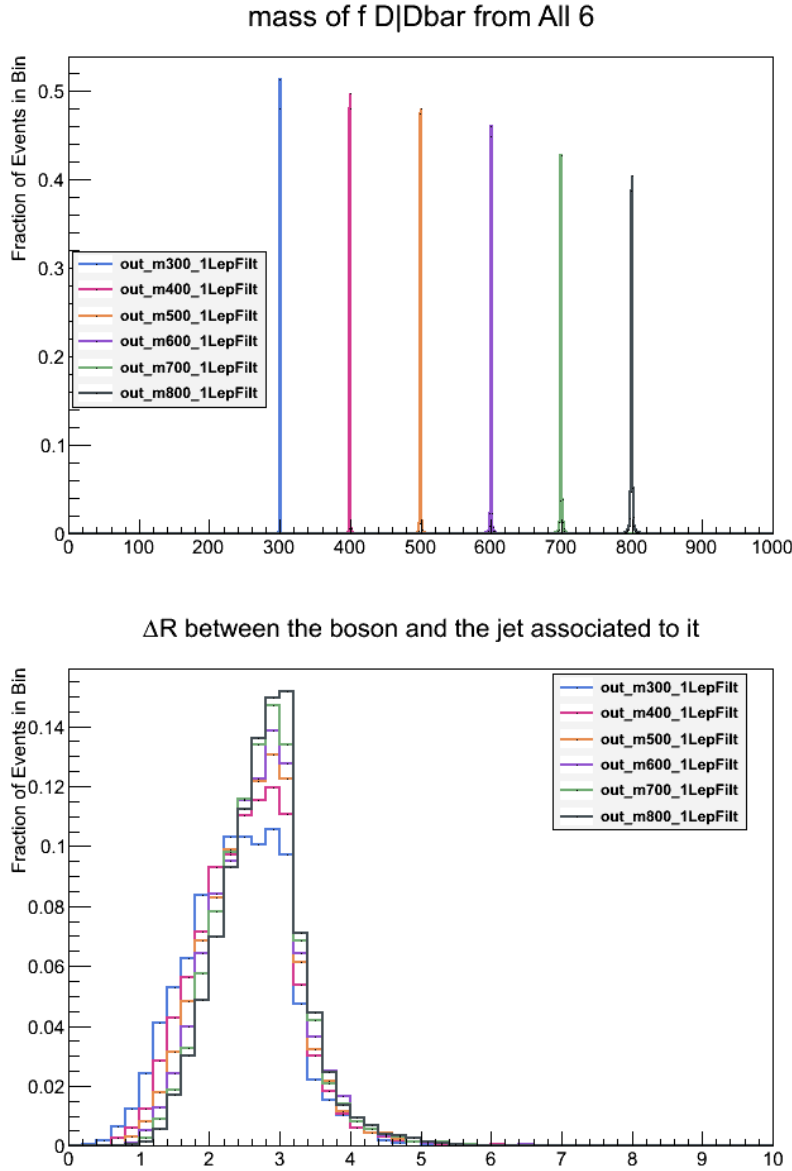 mass of f D|Dbar from All 6
Fraction of Events in Bin
0.5
0.4
0.3
0.2
0.1
0
out_m300_1LepFilt
out_m400_1LepFilt
out_m500_1LepFilt
out_m600_1LepFilt
out_m700_1LepFilt
out_m800_1LepFilt
0 100 200 300 400 500 600 700 800 900 1000
ΔR between the boson and the jet associated to it
Fraction of Events in Bin
0.14
0.12
0.1
0.08
0.06
0.04
0.02
0
out_m300_1LepFilt
out_m400_1LepFilt
out_m500_1LepFilt
out_m600_1LepFilt
out_m700_1LepFilt
out_m800_1LepFilt
0 1 2 3 4 5 6 7 8 9 10